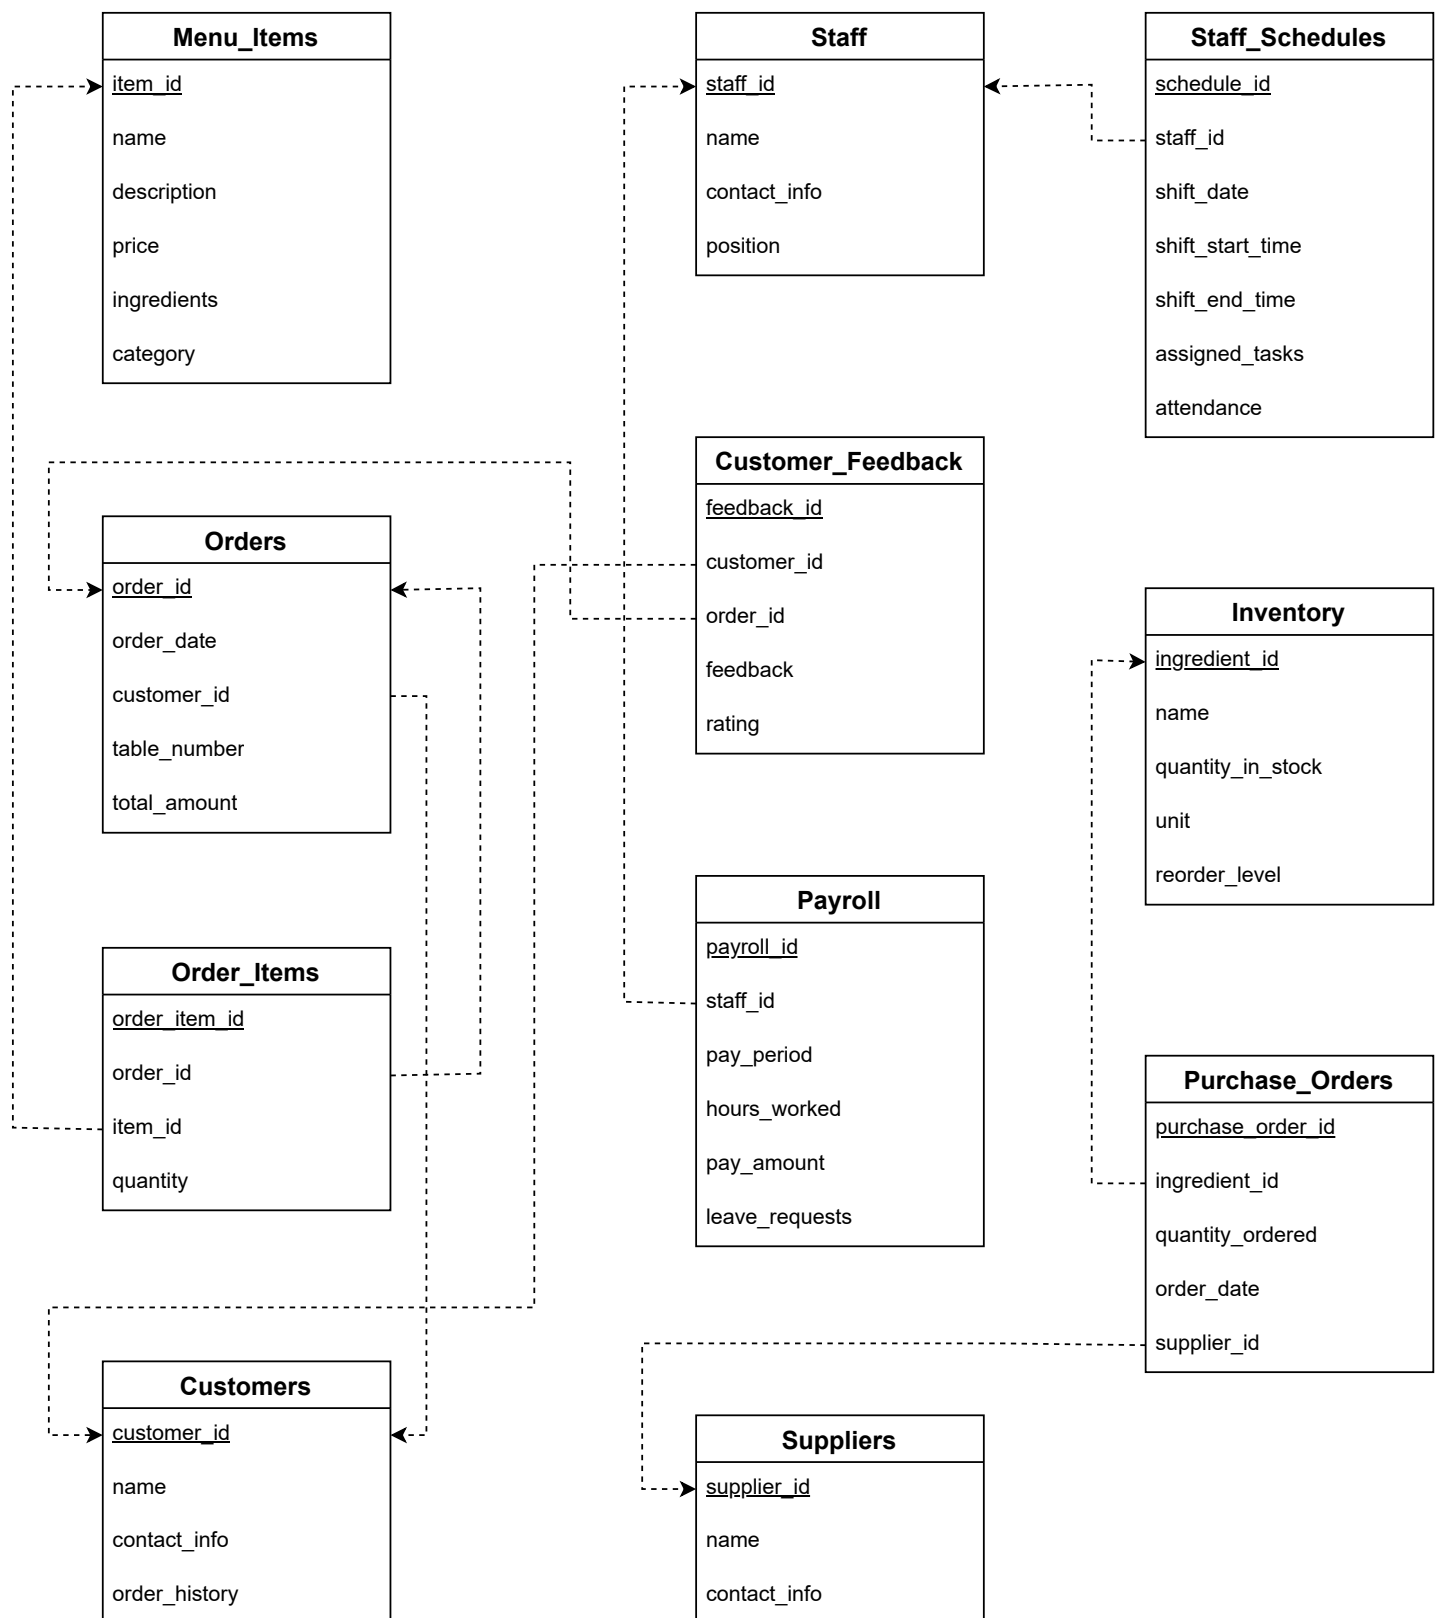 Menu_Items
item_id
name
description
price
ingredients
category
Staff
staff_id
name
contact_info
position
Staff_Schedules
schedule_id
staff_id
shift_date
shift_start_time
shift_end_time
assigned_tasks
attendance
Customer_Feedback
feedback_id
customer_id
order_id
feedback
rating
Orders
order_id
order_date
customer_id
table_number
total_amount
Inventory
ingredient_id
name
quantity_in_stock
unit
reorder_level
Payroll
payroll_id
staff_id
pay_period
hours_worked
pay_amount
leave_requests
Order_Items
order_item_id
order_id
item_id
quantity
Purchase_Orders
purchase_order_id
ingredient_id
quantity_ordered
order_date
supplier_id
Customers
customer_id
name
contact_info
order_history
Suppliers
supplier_id
name
contact_info